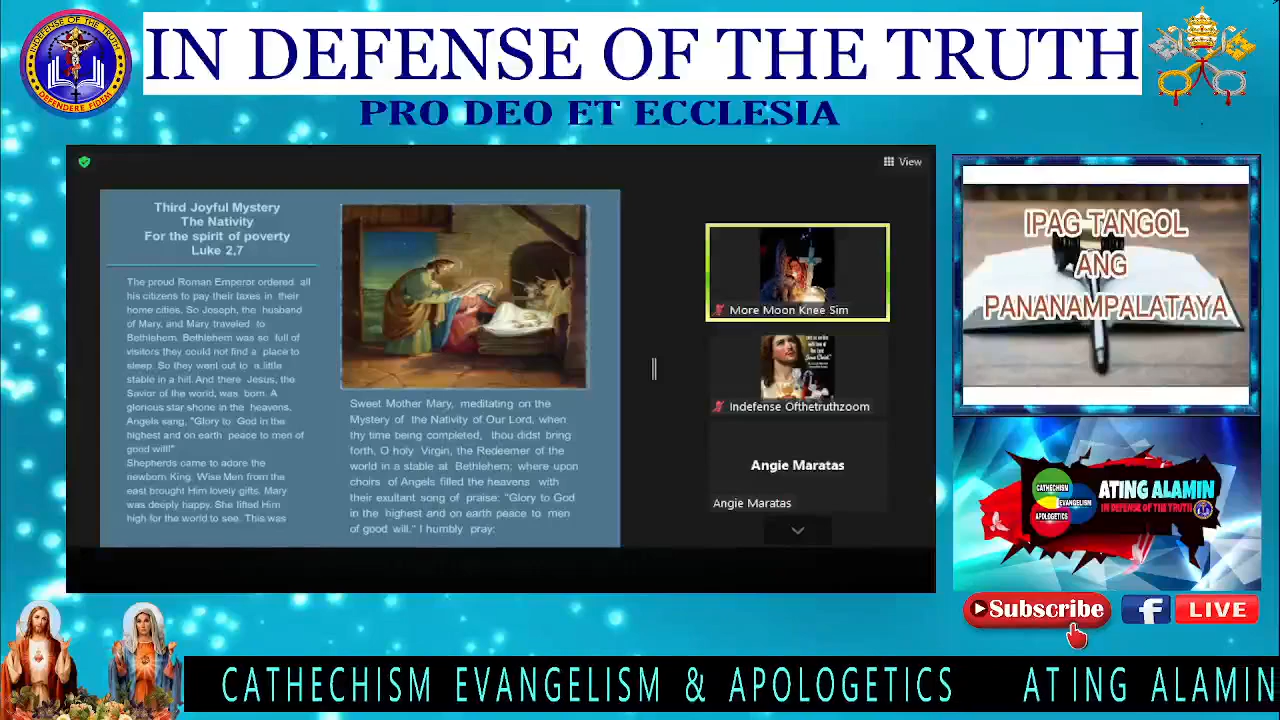 INDEFENSE OF THE TRUTH
DEFENDERE FIDEM
IN DEFENSE OF THE TRUTH
PRO DEO ET ECCLESIA
View
Third Joyful Mystery
The Nativity
For the spirit of poverty
Luke 2,7
The proud Roman Emperor ordered all
his citizens to pay their taxes in their
home cities. So Joseph, the husband
of Mary, and Mary traveled to
Bethlehem. Bethlehem was so full of
visitors they could not find a place to
sleep. So they went out to a little
stable in a hill. And there Jesus, the
Savior of the world, was born. A
glorious star shone in the heavens.
Angels sang, "Glory to God in the
highest and on earth peace to men of
good will!"
Shepherds came to adore the
newborn King. Wise Men from the
east brought Him lovely gifts. Mary
was deeply happy. She lifted Him
high for the world to see. This was
Sweet Mother Mary, meditating on the
Mystery of the Nativity of Our Lord, when
thy time being completed, thou didst bring
forth, O holy Virgin, the Redeemer of the
world in a stable at Bethlehem; where upon
choirs of Angels filled the heavens with
their exultant song of praise: "Glory to God
in the highest and on earth peace to men
of good will." I humbly pray:
More Moon Knee Sim
Indefense Ofthetruthzoom
Angie Maratas
Angie Maratas
IPAG TANGOL
ANG
PANANAMPALATAYA
CATHECHISM
EVANGELISM
APOLOGETICS
ATING ALAMIN
IN DEFENSE OF THE TRUTH
Subscribe
f
LIVE
CATHECHISM EVANGELISM & APOLOGETICS ATING ALAMIN